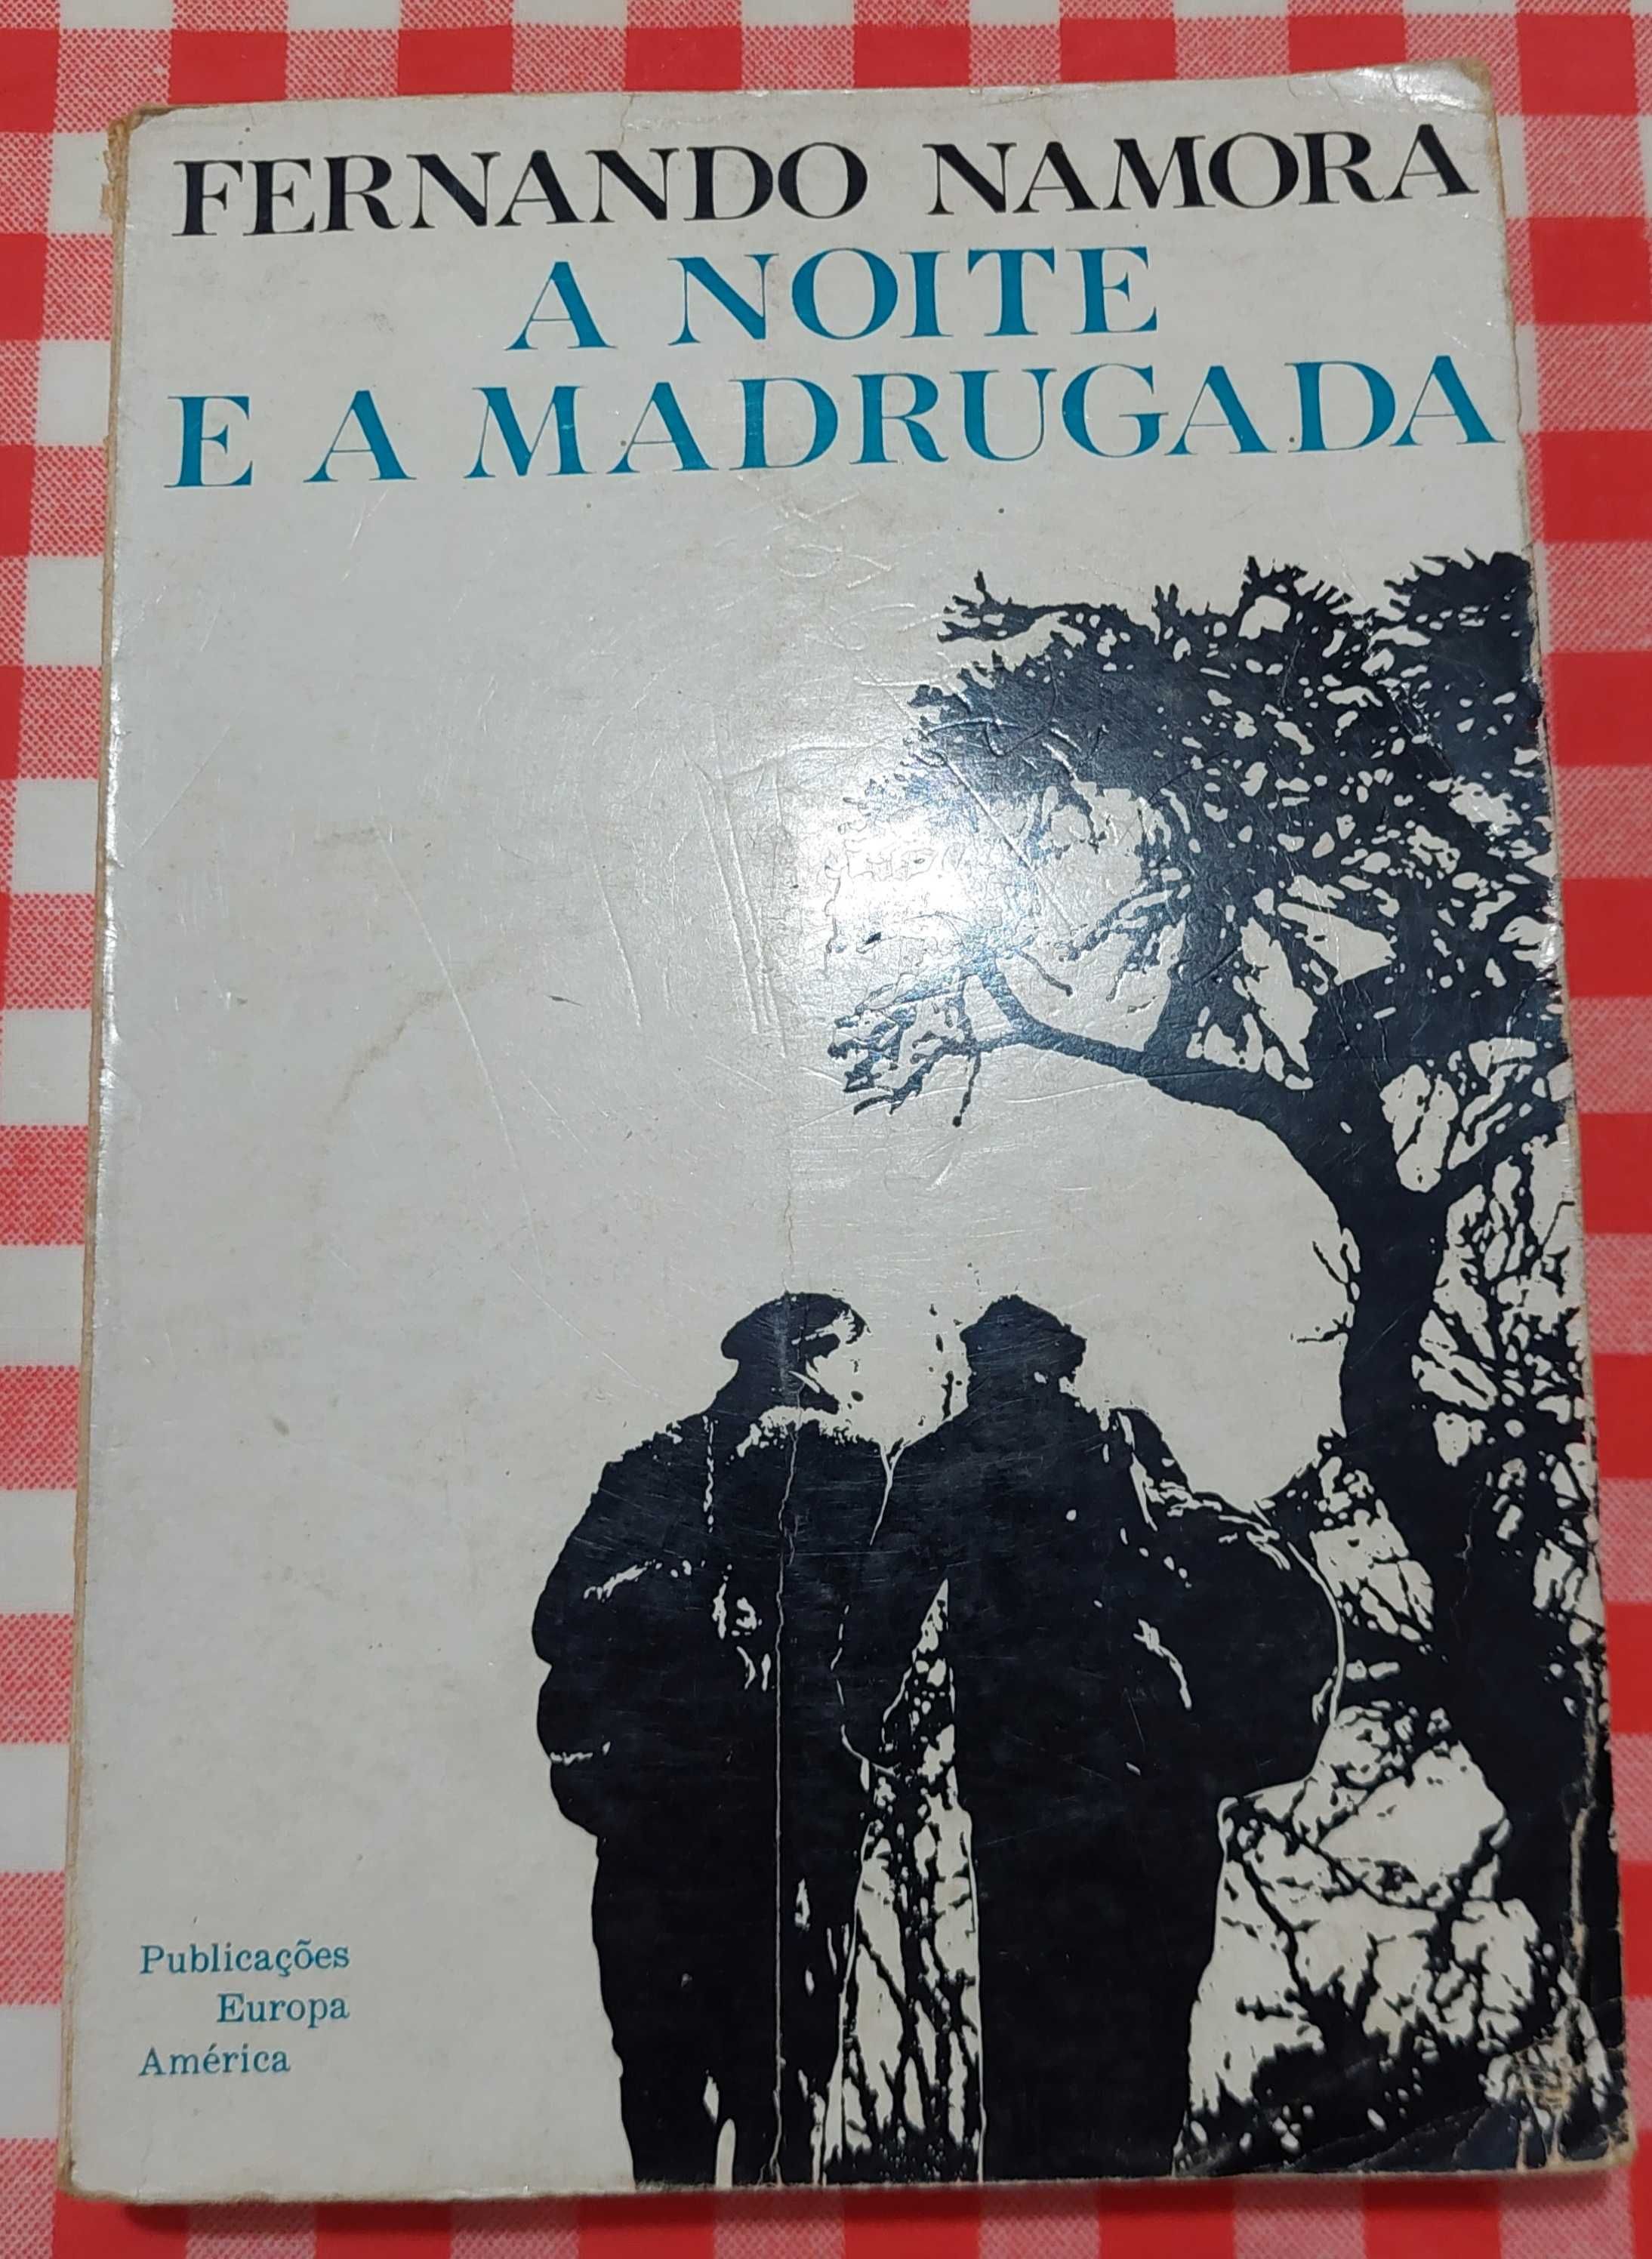 FERNANDO NAMORA
A NOITE
E A MADRUGADA
Publicações
Europa
América